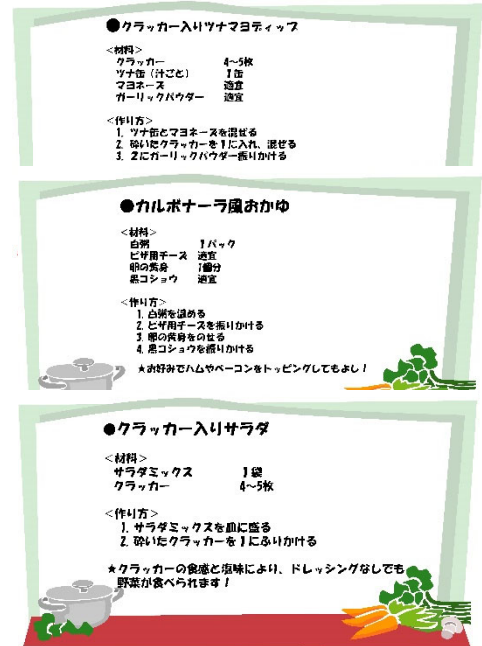 ●クラッカー入りツナマヨディップ
<材料>
クラッカー 4～5枚
ツナ缶（汁ごと） 1缶
マヨネーズ 適宜
ガーリックパウダー 適宜
<作り方>
1. ツナ缶とマヨネーズを混ぜる
2. 砕いたクラッカーを1に入れ、混ぜる
3. 2にガーリックパウダー振りかける
●カルボナーラ風おかゆ
<材料>
白粥 1パック
ピザ用チーズ 適宜
卵の黄身 1個分
黒コショウ 適宜
<作り方>
1. 白粥を温める
2. ピザ用チーズを振りかける
3. 卵の黄身をのせる
4. 黒コショウを振りかける
★お好みでハムやベーコンをトッピングしてもよし！
●クラッカー入りサラダ
<材料>
サラダミックス 1袋
クラッカー 4～5枚
<作り方>
1. サラダミックスを皿に盛る
2. 砕いたクラッカーを1にふりかける
★クラッカーの食感と塩味により、ドレッシングなしでも
野菜が食べられます！